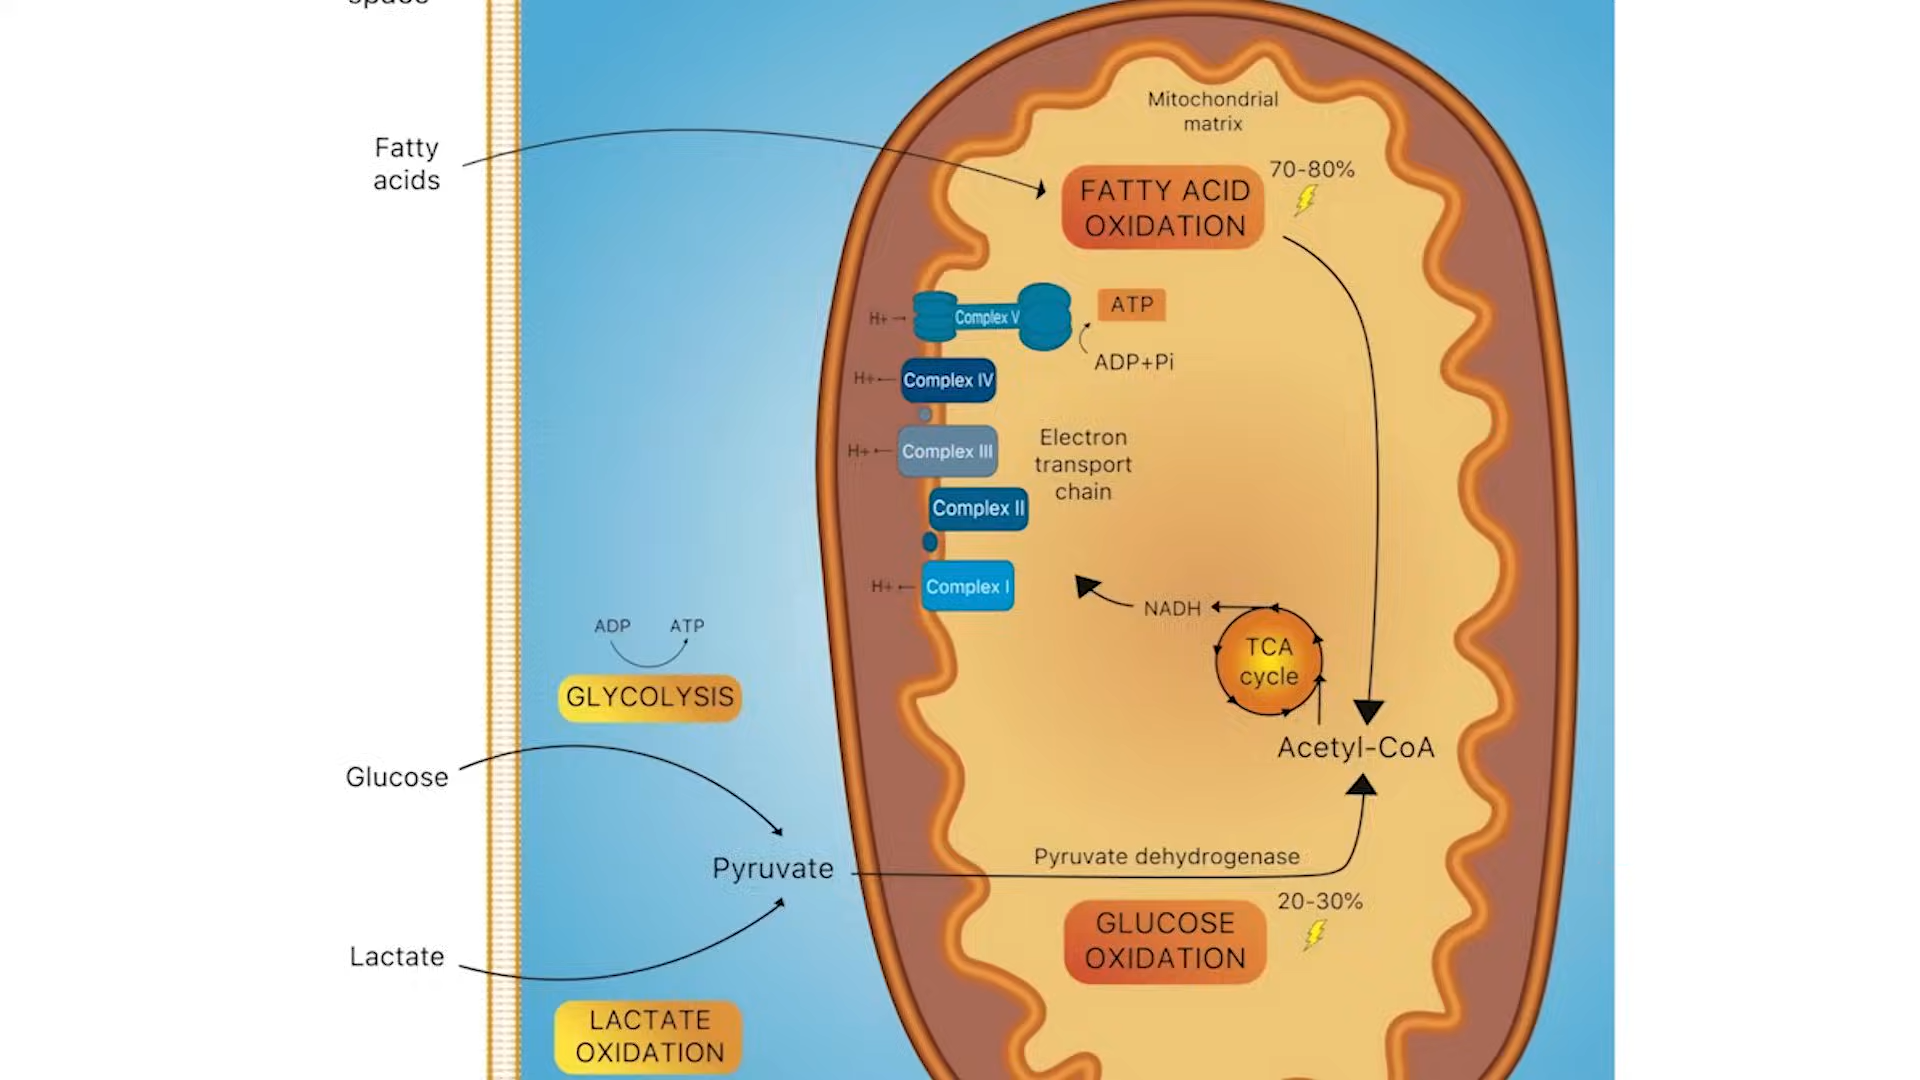 space
Mitochondrial
matrix
Fatty
acids
FATTY ACID
OXIDATION
70-80%
H+
Complex V
ATP
ADP+Pi
H+
Complex IV
H+
Complex III
Electron
transport
chain
Complex II
H+
Complex I
NADH
TCA
cycle
ADP
ATP
GLYCOLYSIS
Acetyl-CoA
Glucose
Pyruvate
Pyruvate dehydrogenase
20-30%
GLUCOSE
OXIDATION
Lactate
LACTATE
OXIDATION